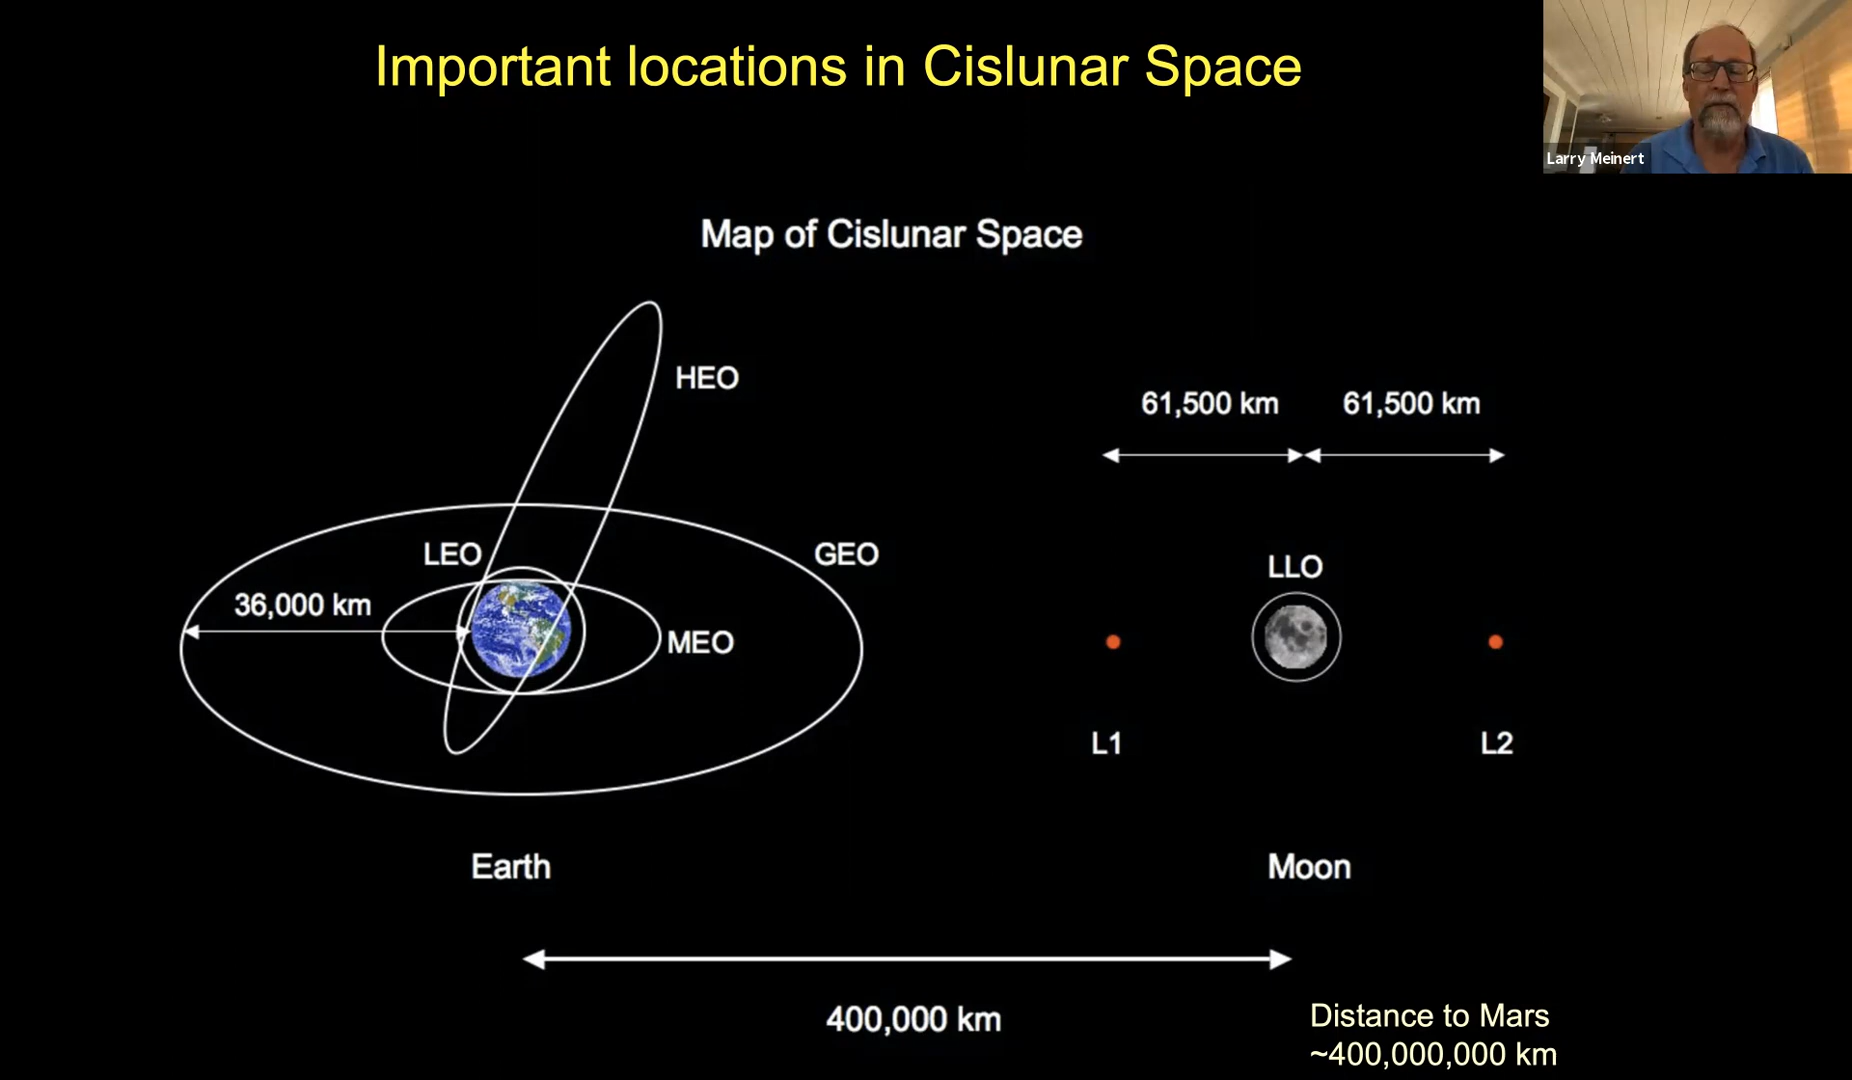 Important locations in Cislunar Space
Larry Meinert
Map of Cislunar Space
HEO
61,500 km
61,500 km
LEO
GEO
LLO
36,000 km
MEO
L1
L2
Earth
Moon
400,000 km
Distance to Mars
~400,000,000 km